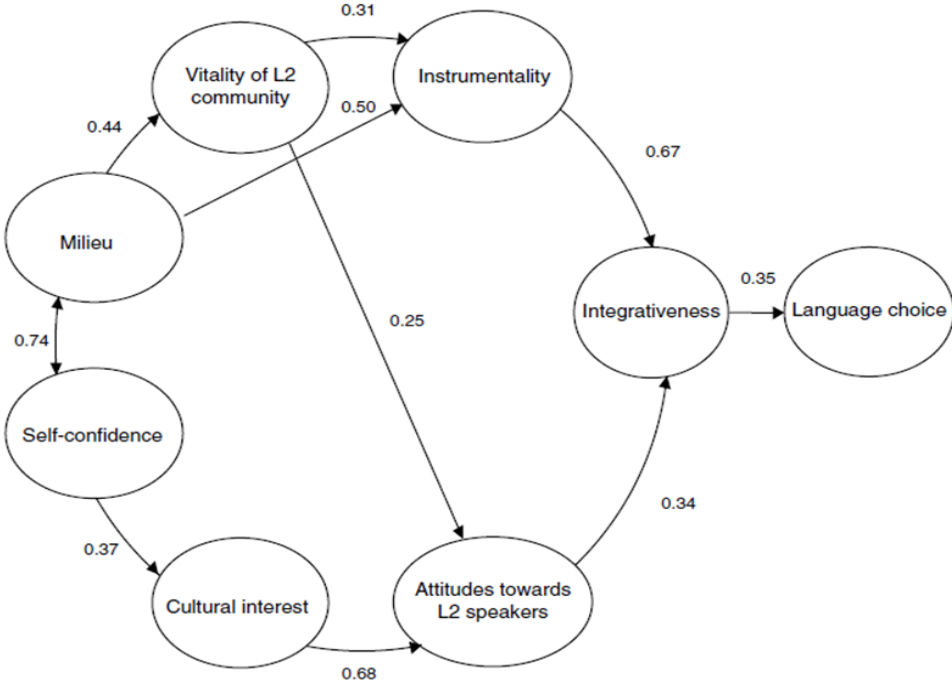 0.31
Vitality of L2
community
Instrumentality
0.50
0.44
0.67
Milieu
0.35
Integrativeness
Language choice
0.25
0.74
Self-confidence
0.34
0.37
Attitudes towards
L2 speakers
Cultural interest
0.68